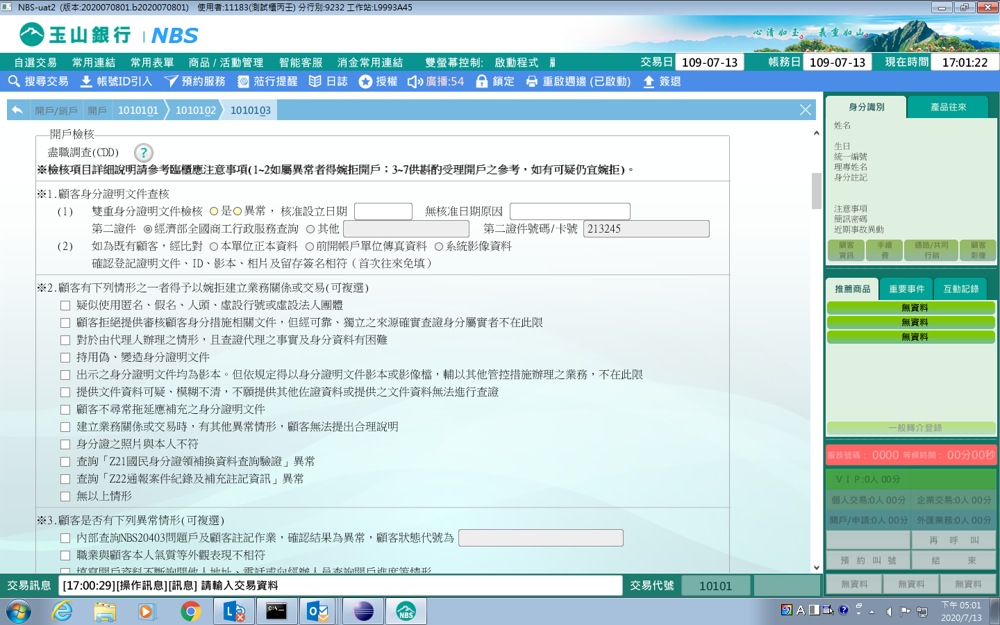 NBS-uat2 (版本:2020070801.b2020070801) 使用者:11183(測試櫃丙壬) 分行別:9232 工作站:L9993A45
玉山銀行 | NBS
心清如玉 義重如山
自選交易 常用連結 常用表單 商品/活動管理 智能客服 消金常用連結 雙螢幕控制: 啟動程式
交易日 109-07-13 帳務日 109-07-13 現在時間 17:01:22
搜尋交易 帳號ID引入 預約服務 蒞行提醒 日誌 授權 廣播:54 鎖定 重啟週邊 (已啟動) 簽退
開戶/銷戶 開戶 1010101 1010102 1010103
開戶檢核
盡職調查(CDD) ?
※檢核項目詳細說明請參考臨櫃應注意事項(1~2如屬異常者得婉拒開戶；3~7供斟酌受理開戶之參考，如有可疑仍宜婉拒)。
※1.顧客身分證明文件查核
(1) 雙重身分證明文件檢核 是 異常， 核准設立日期 無核准日期原因
第二證件 經濟部全國商工行政服務查詢 其他 第二證件號碼/卡號 213245
(2) 如為既有顧客，經比對 本單位正本資料 前開帳戶單位傳真資料 系統影像資料
確認登記證明文件、ID、影本、相片及留存簽名相符（首次往來免填）
※2.顧客有下列情形之一者得予以婉拒建立業務關係或交易(可複選)
疑似使用匿名、假名、人頭、虛設行號或虛設法人團體
顧客拒絕提供審核顧客身分措施相關文件，但經可靠、獨立之來源確實查證身分屬實者不在此限
對於由代理人辦理之情形，且查證代理之事實及身分資料有困難
持用偽、變造身分證明文件
出示之身分證明文件均為影本。但依規定得以身分證明文件影本或影像檔，輔以其他管控措施辦理之業務，不在此限
提供文件資料可疑、模糊不清，不願提供其他佐證資料或提供之文件資料無法進行查證
顧客不尋常拖延應補充之身分證明文件
建立業務關係或交易時，有其他異常情形，顧客無法提出合理說明
身分證之照片與本人不符
查詢「Z21國民身分證領補換資料查詢驗證」異常
查詢「Z22通報案件紀錄及補充註記資訊」異常
無以上情形
※3.顧客是否有下列異常情形(可複選)
內部查詢NBS20403問題戶及顧客註記作業，確認結果為異常，顧客狀態代號為
職業與顧客本人氣質等外觀表現不相符
填寫開戶資料不斷詢問他人地址、電話或向經辦人員查詢開戶進度等情形
身分識別 產品往來
姓名
生日
統一編號
理專姓名
身分註記
注意事項
簡訊密碼
近期事故異動
顧客資訊 手續費 通路/共同行銷 顧客影像
推薦商品 重要事件 互動記錄
無資料
無資料
無資料
一般轉介登錄
服務號碼： 0000 等候時間： 00分00秒
ＶＩＰ:0人 00分
個人交易:0人 00分 企業交易:0人 00分
開戶/申請:0人 00分 外匯業務:0人 00分
再 呼 叫
預 約 叫 號 結 束
無資料 無資料 無資料
交易訊息 [17:00:29][操作訊息][訊息] 請輸入交易資料 交易代號 10101
下午 05:01
2020/7/13